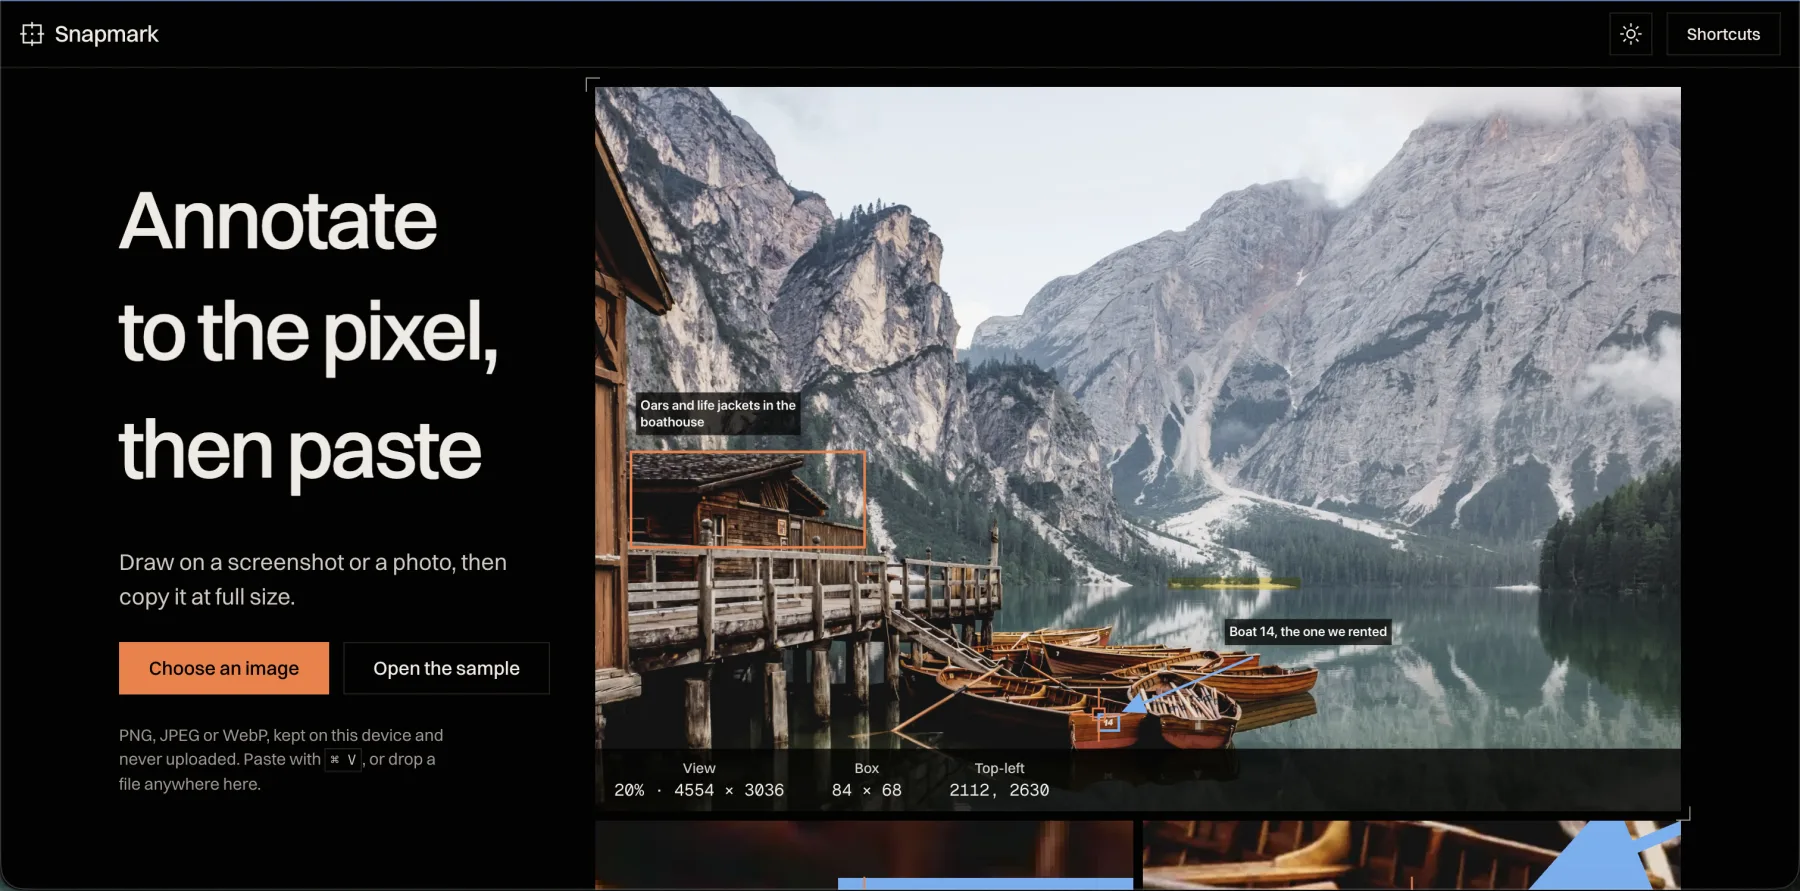 Snapmark
Shortcuts
Annotate
to the pixel,
then paste
Draw on a screenshot or a photo, then
copy it at full size.
Choose an image
Open the sample
PNG, JPEG or WebP, kept on this device and
never uploaded. Paste with ⌘ V, or drop a
file anywhere here.
Oars and life jackets in the
boathouse
Boat 14, the one we rented
14
View
20% · 4554 × 3036
Box
84 × 68
Top-left
2112, 2630